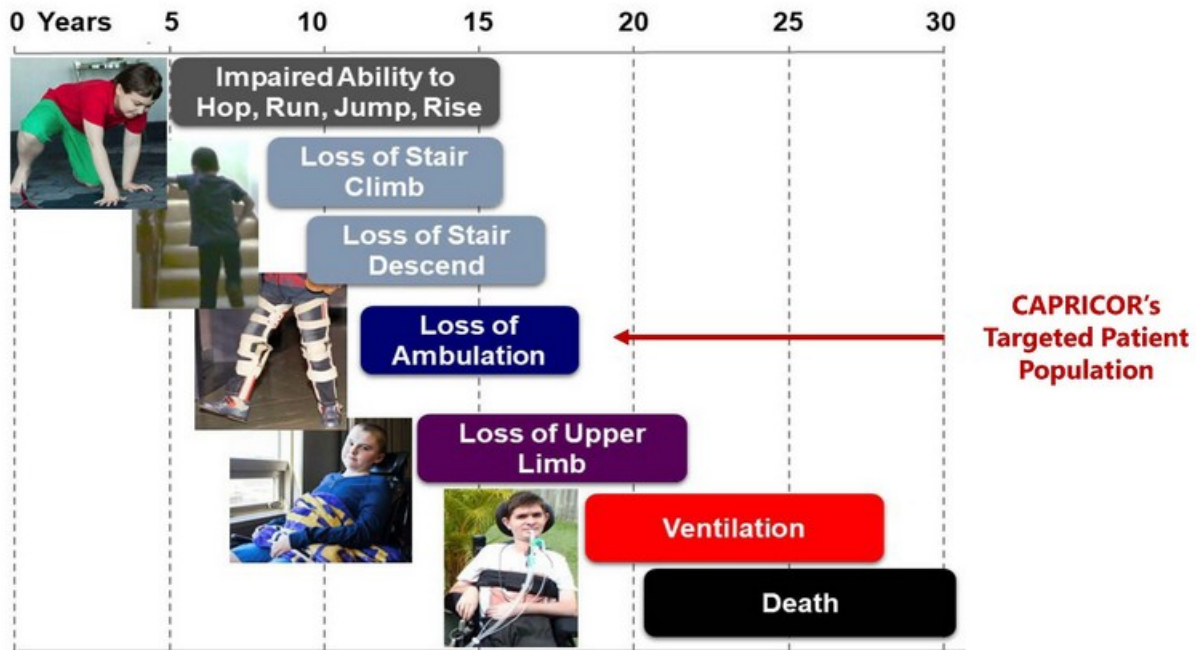 0 Years 5 10 15 20 25 30
Impaired Ability to
Hop, Run, Jump, Rise
Loss of Stair
Climb
Loss of Stair
Descend
Loss of
Ambulation
CAPRICOR's
Targeted Patient
Population
Loss of Upper
Limb
Ventilation
Death